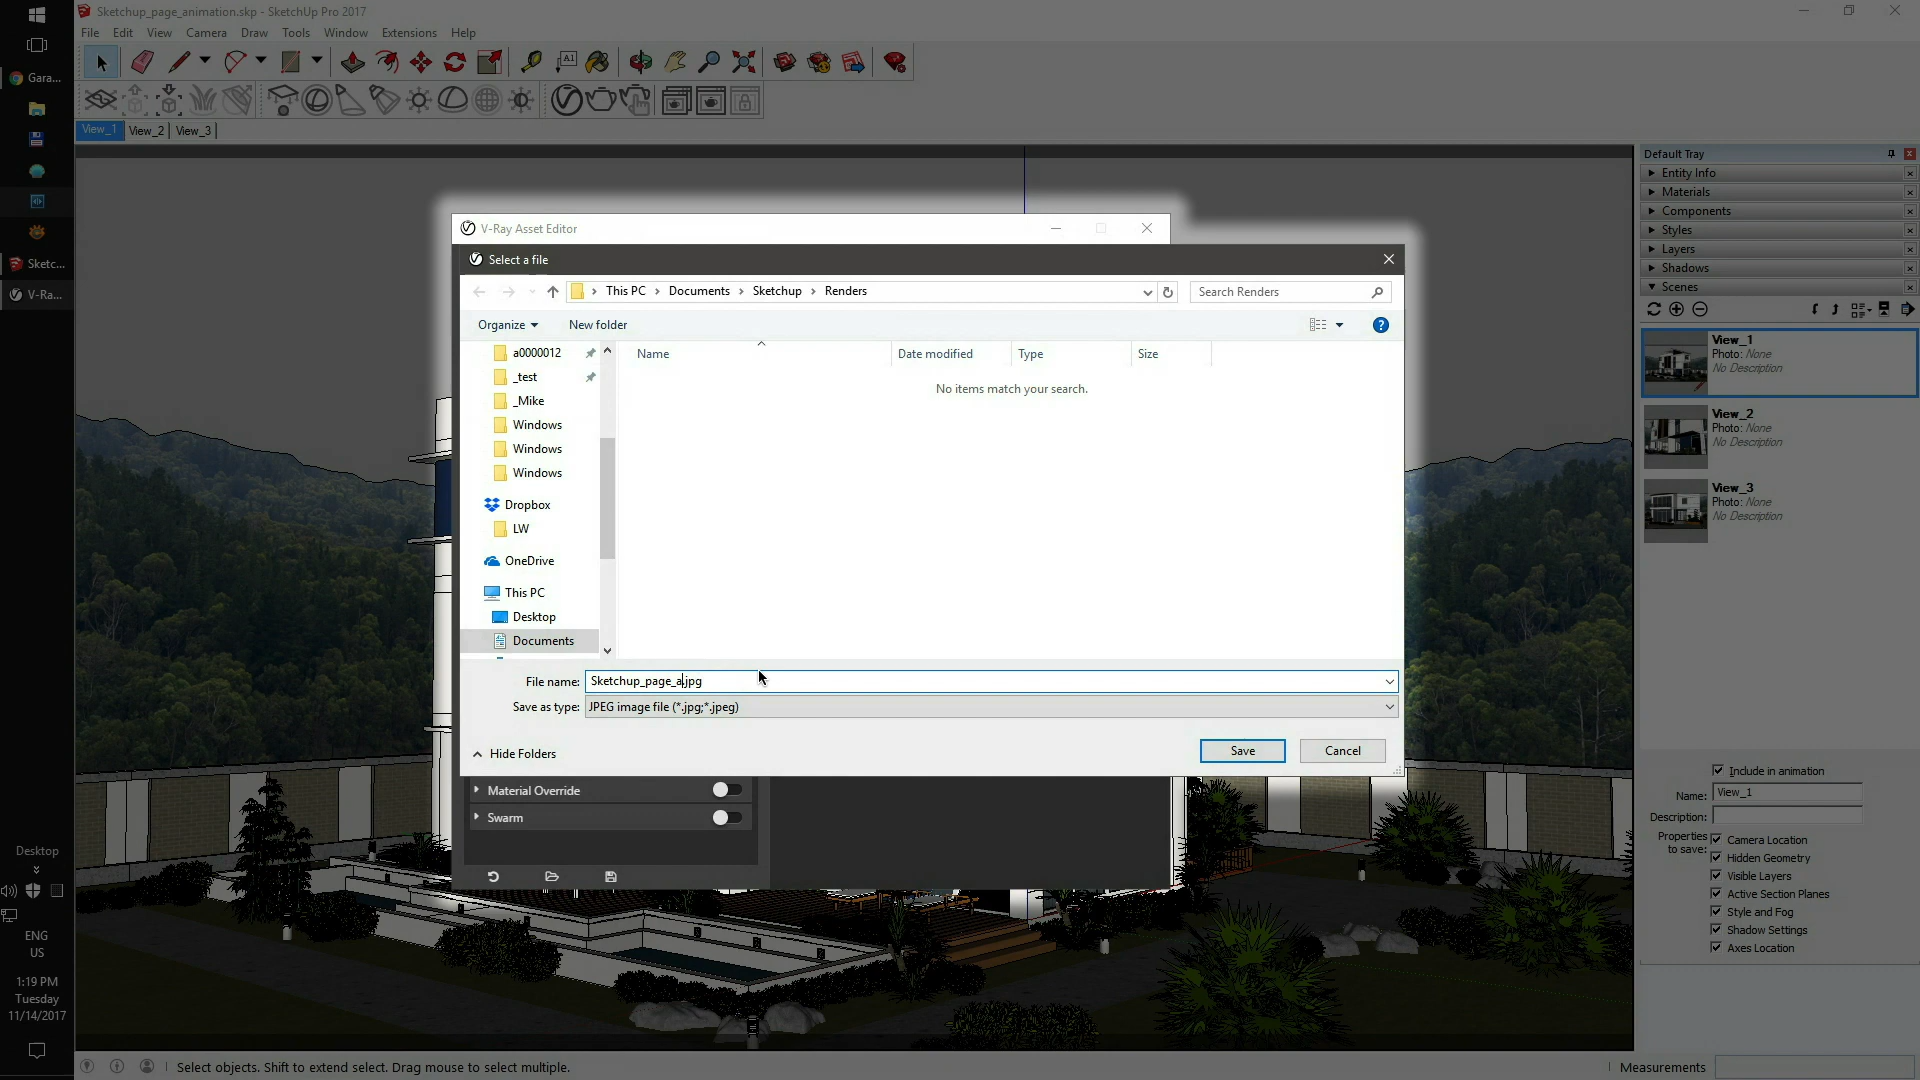 Sketchup_page_animation.skp - SketchUp Pro 2017
File Edit View Camera Draw Tools Window Extensions Help
Gara...
View_1 View_2 View_3
Sketc...
V-Ra...
V-Ray Asset Editor
Select a file
This PC > Documents > Sketchup > Renders
Search Renders
Organize
New folder
a0000012
_test
_Mike
Windows
Windows
Windows
Dropbox
LW
OneDrive
This PC
Desktop
Documents
Name Date modified Type Size
No items match your search.
File name: Sketchup_page_a.jpg
Save as type: JPEG image file (*.jpg;*.jpeg)
Hide Folders
Save
Cancel
Material Override
Swarm
Default Tray
Entity Info
Materials
Components
Styles
Layers
Shadows
Scenes
View_1
Photo: None
No Description
View_2
Photo: None
No Description
View_3
Photo: None
No Description
Include in animation
Name: View_1
Description:
Properties to save:
Camera Location
Hidden Geometry
Visible Layers
Active Section Planes
Style and Fog
Shadow Settings
Axes Location
Desktop
ENG
US
1:19 PM
Tuesday
11/14/2017
Select objects. Shift to extend select. Drag mouse to select multiple.
Measurements